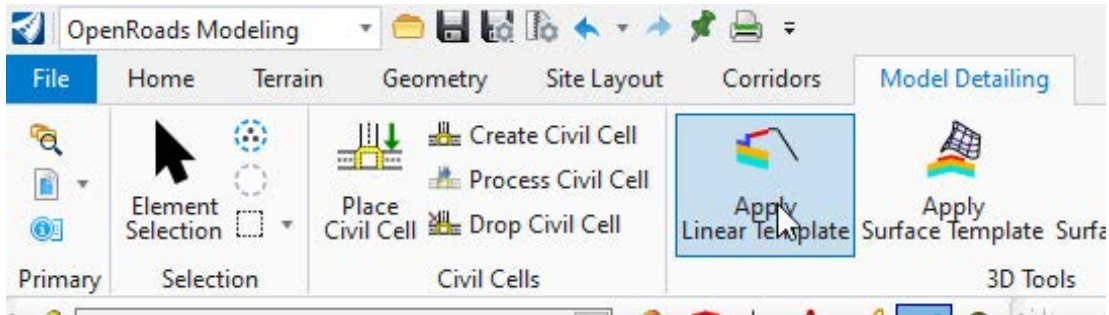 OpenRoads Modeling
File Home Terrain Geometry Site Layout Corridors Model Detailing
Element
Selection
Place
Civil Cell
Create Civil Cell
Process Civil Cell
Drop Civil Cell
Apply
Linear Template
Apply
Surface Template
Primary Selection Civil Cells 3D Tools